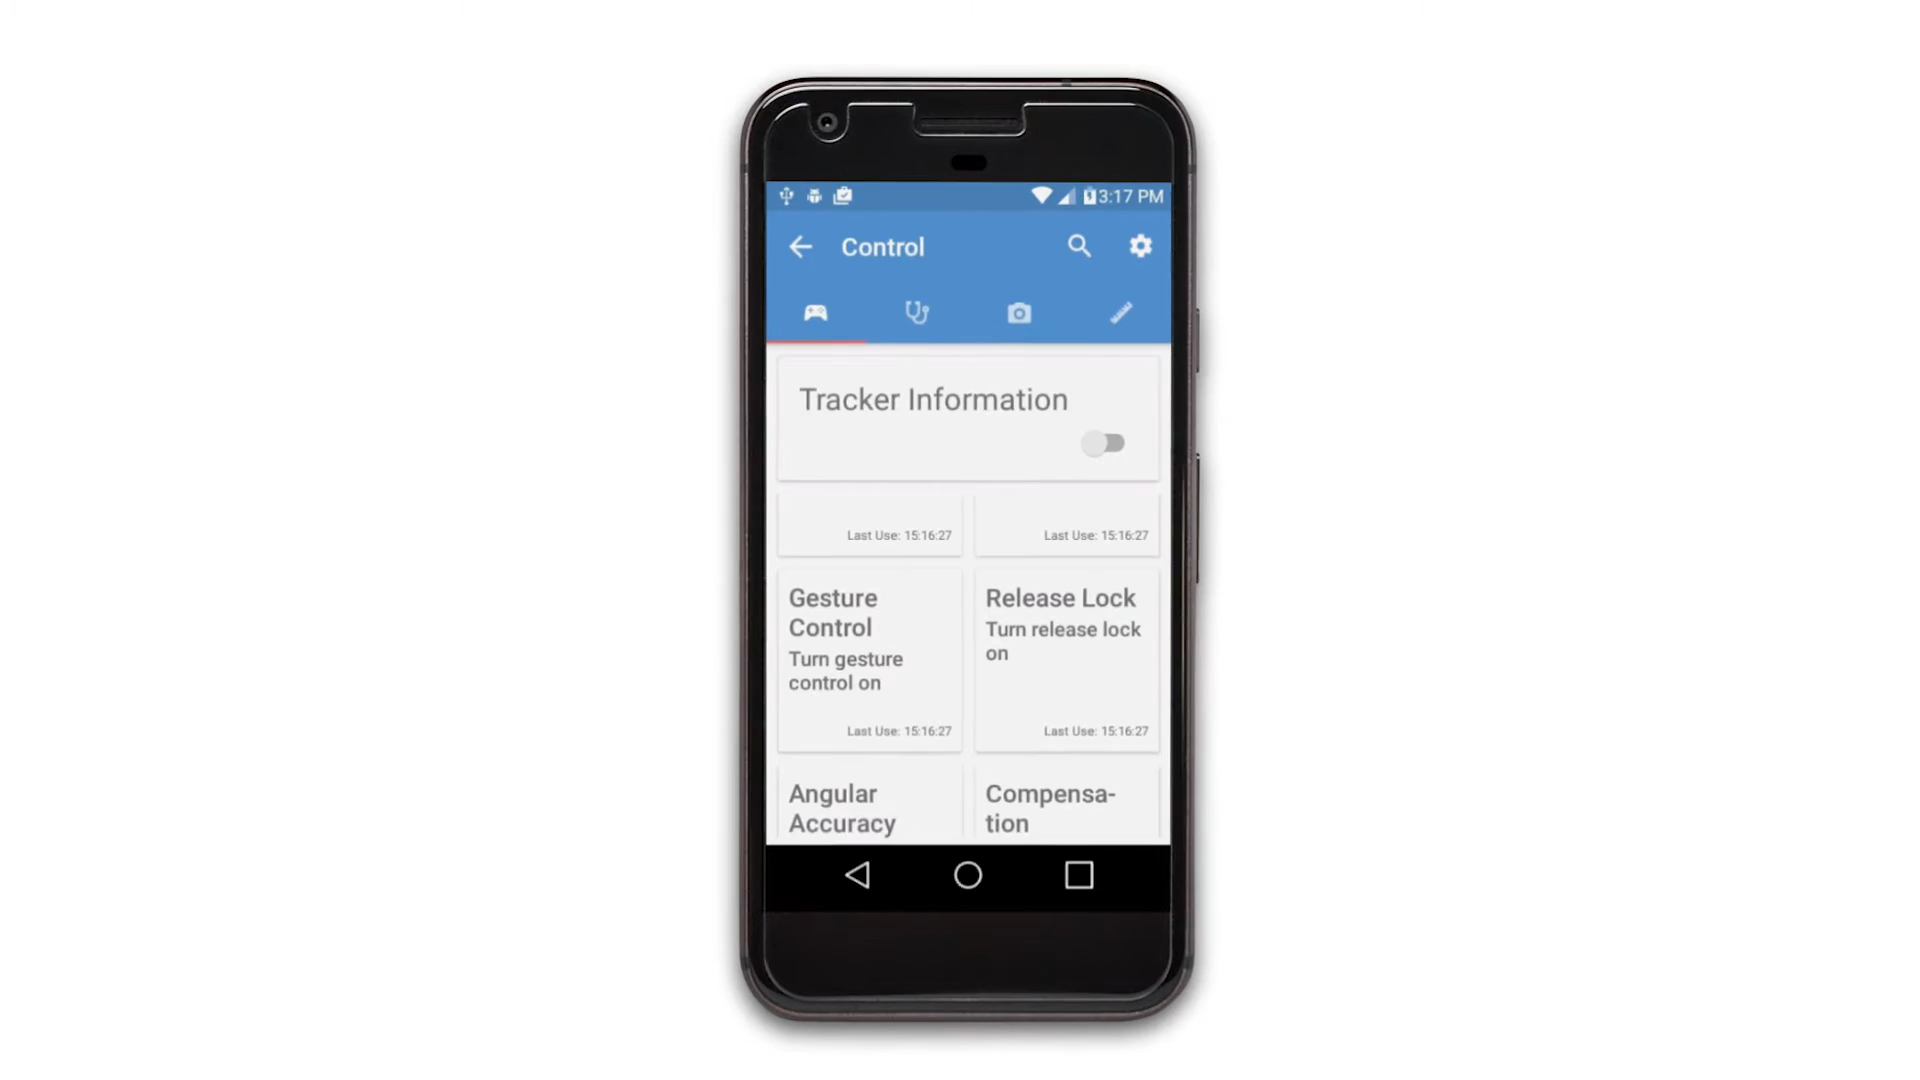 3:17 PM
Control
Tracker Information
Last Use: 15:16:27
Last Use: 15:16:27
Gesture
Control
Turn gesture
control on
Last Use: 15:16:27
Release Lock
Turn release lock
on
Last Use: 15:16:27
Angular
Accuracy
Compensa-
tion